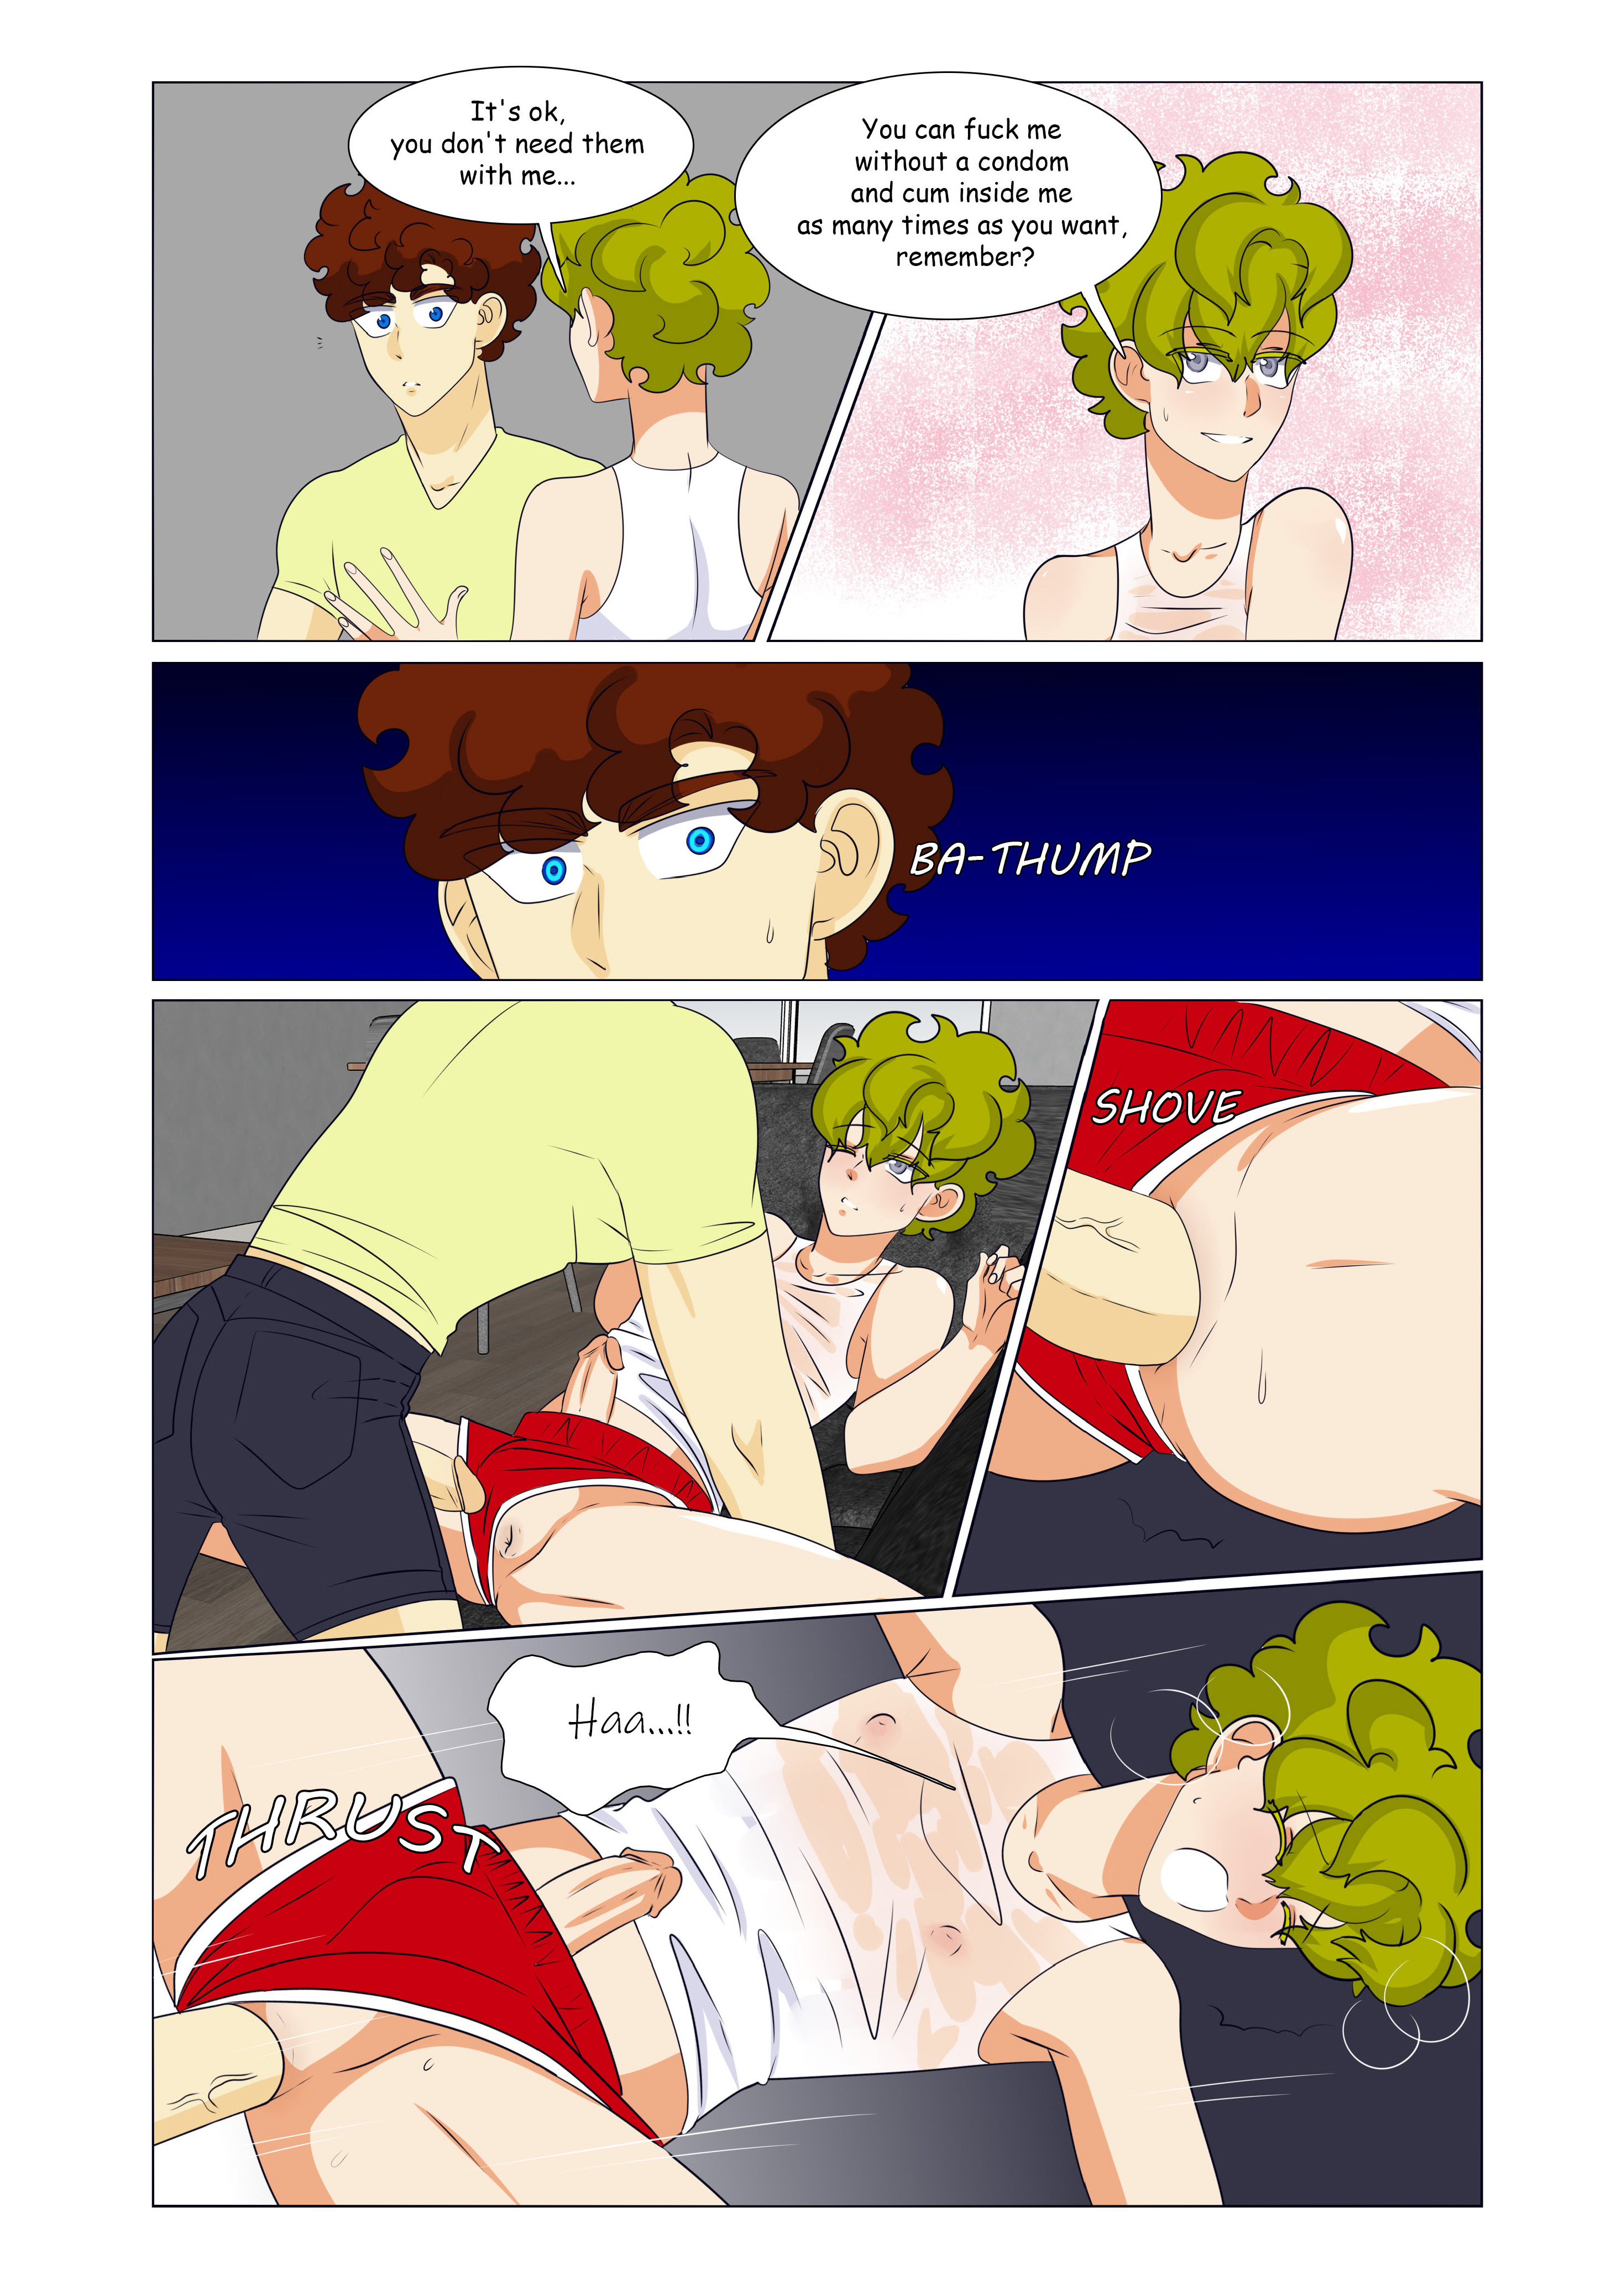 It's ok,
you don't need them
with me...
You can fuck me
without a condom
and cum inside me
as many times as you want,
remember?
BA-THUMP
SHOVE
Haa...!!
THRUST